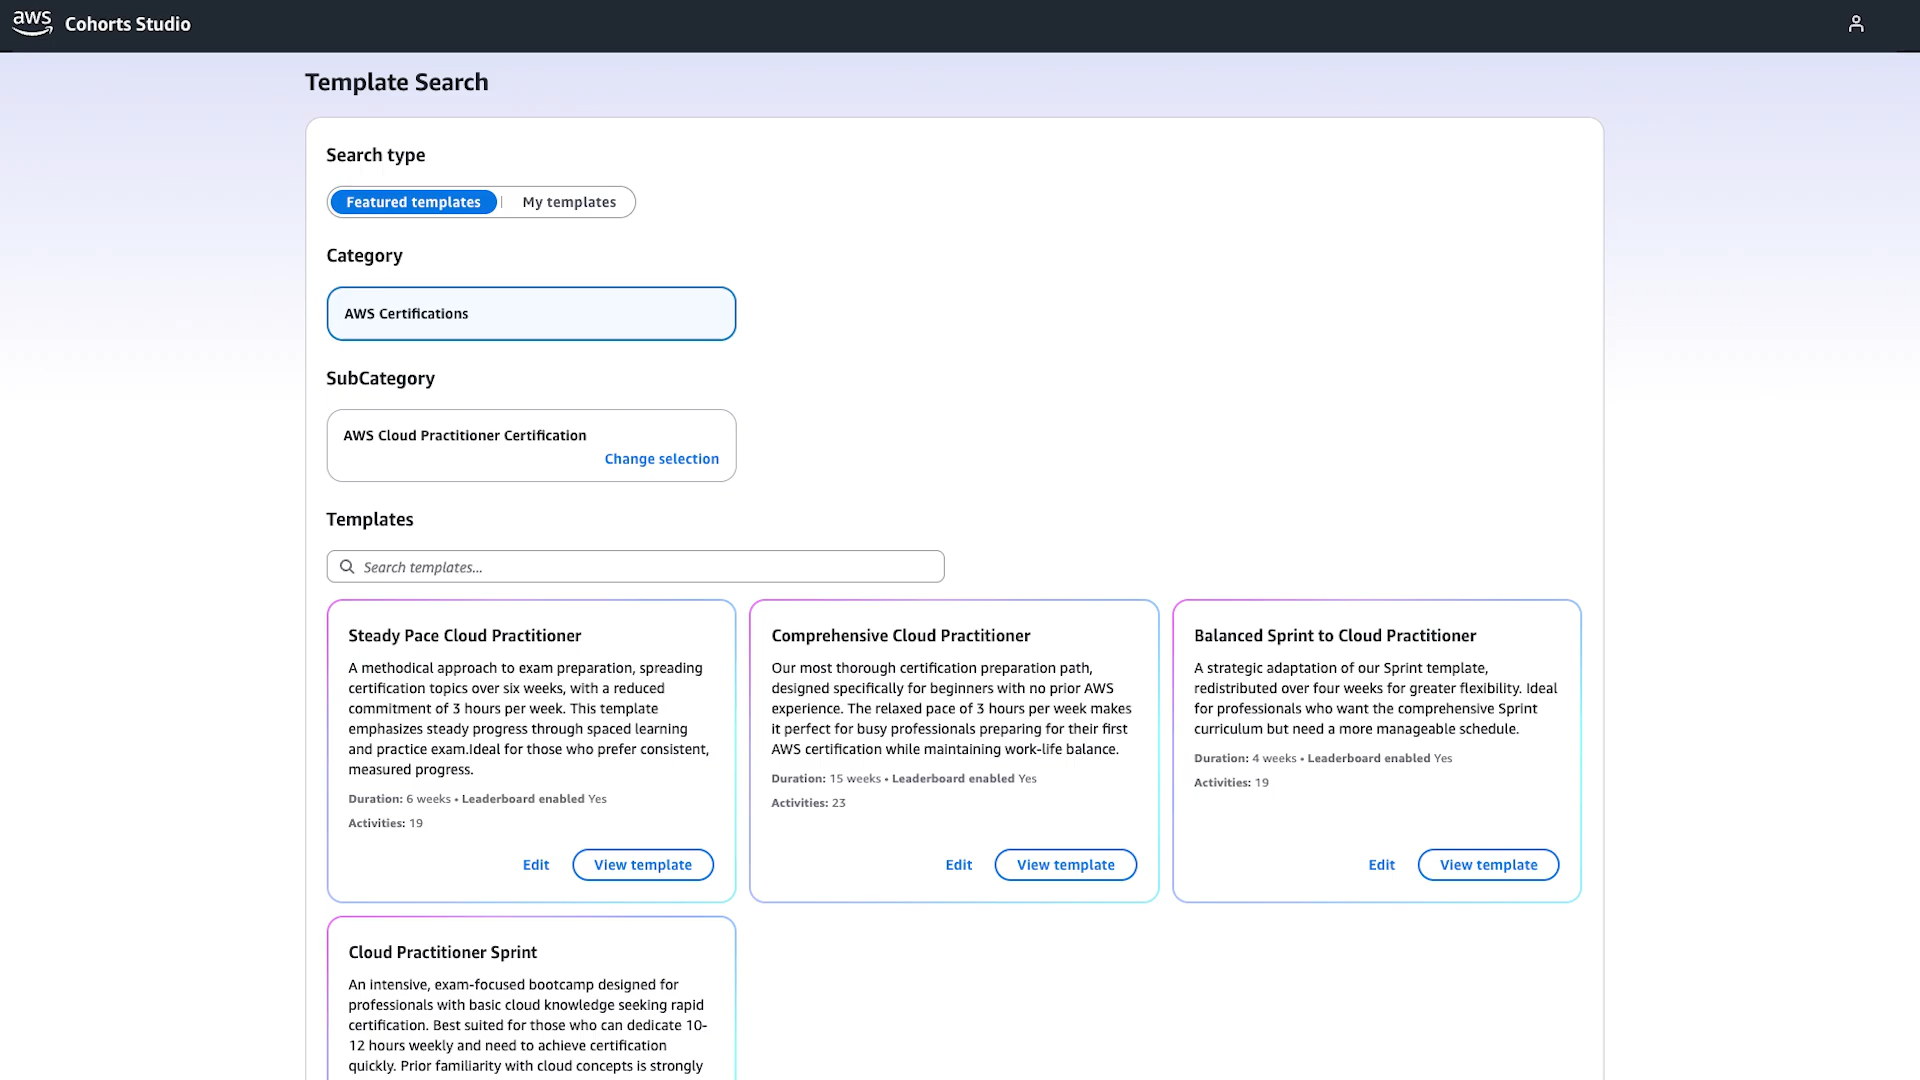 aws
Cohorts Studio
Template Search
Search type
Featured templates
My templates
Category
AWS Certifications
SubCategory
AWS Cloud Practitioner Certification
Change selection
Templates
Search templates...
Steady Pace Cloud Practitioner
A methodical approach to exam preparation, spreading
certification topics over six weeks, with a reduced
commitment of 3 hours per week. This template
emphasizes steady progress through spaced learning
and practice exam.Ideal for those who prefer consistent,
measured progress.
Duration: 6 weeks • Leaderboard enabled Yes
Activities: 19
Edit
View template
Comprehensive Cloud Practitioner
Our most thorough certification preparation path,
designed specifically for beginners with no prior AWS
experience. The relaxed pace of 3 hours per week makes
it perfect for busy professionals preparing for their first
AWS certification while maintaining work-life balance.
Duration: 15 weeks • Leaderboard enabled Yes
Activities: 23
Edit
View template
Balanced Sprint to Cloud Practitioner
A strategic adaptation of our Sprint template,
redistributed over four weeks for greater flexibility. Ideal
for professionals who want the comprehensive Sprint
curriculum but need a more manageable schedule.
Duration: 4 weeks • Leaderboard enabled Yes
Activities: 19
Edit
View template
Cloud Practitioner Sprint
An intensive, exam-focused bootcamp designed for
professionals with basic cloud knowledge seeking rapid
certification. Best suited for those who can dedicate 10-
12 hours weekly and need to achieve certification
quickly. Prior familiarity with cloud concepts is strongly